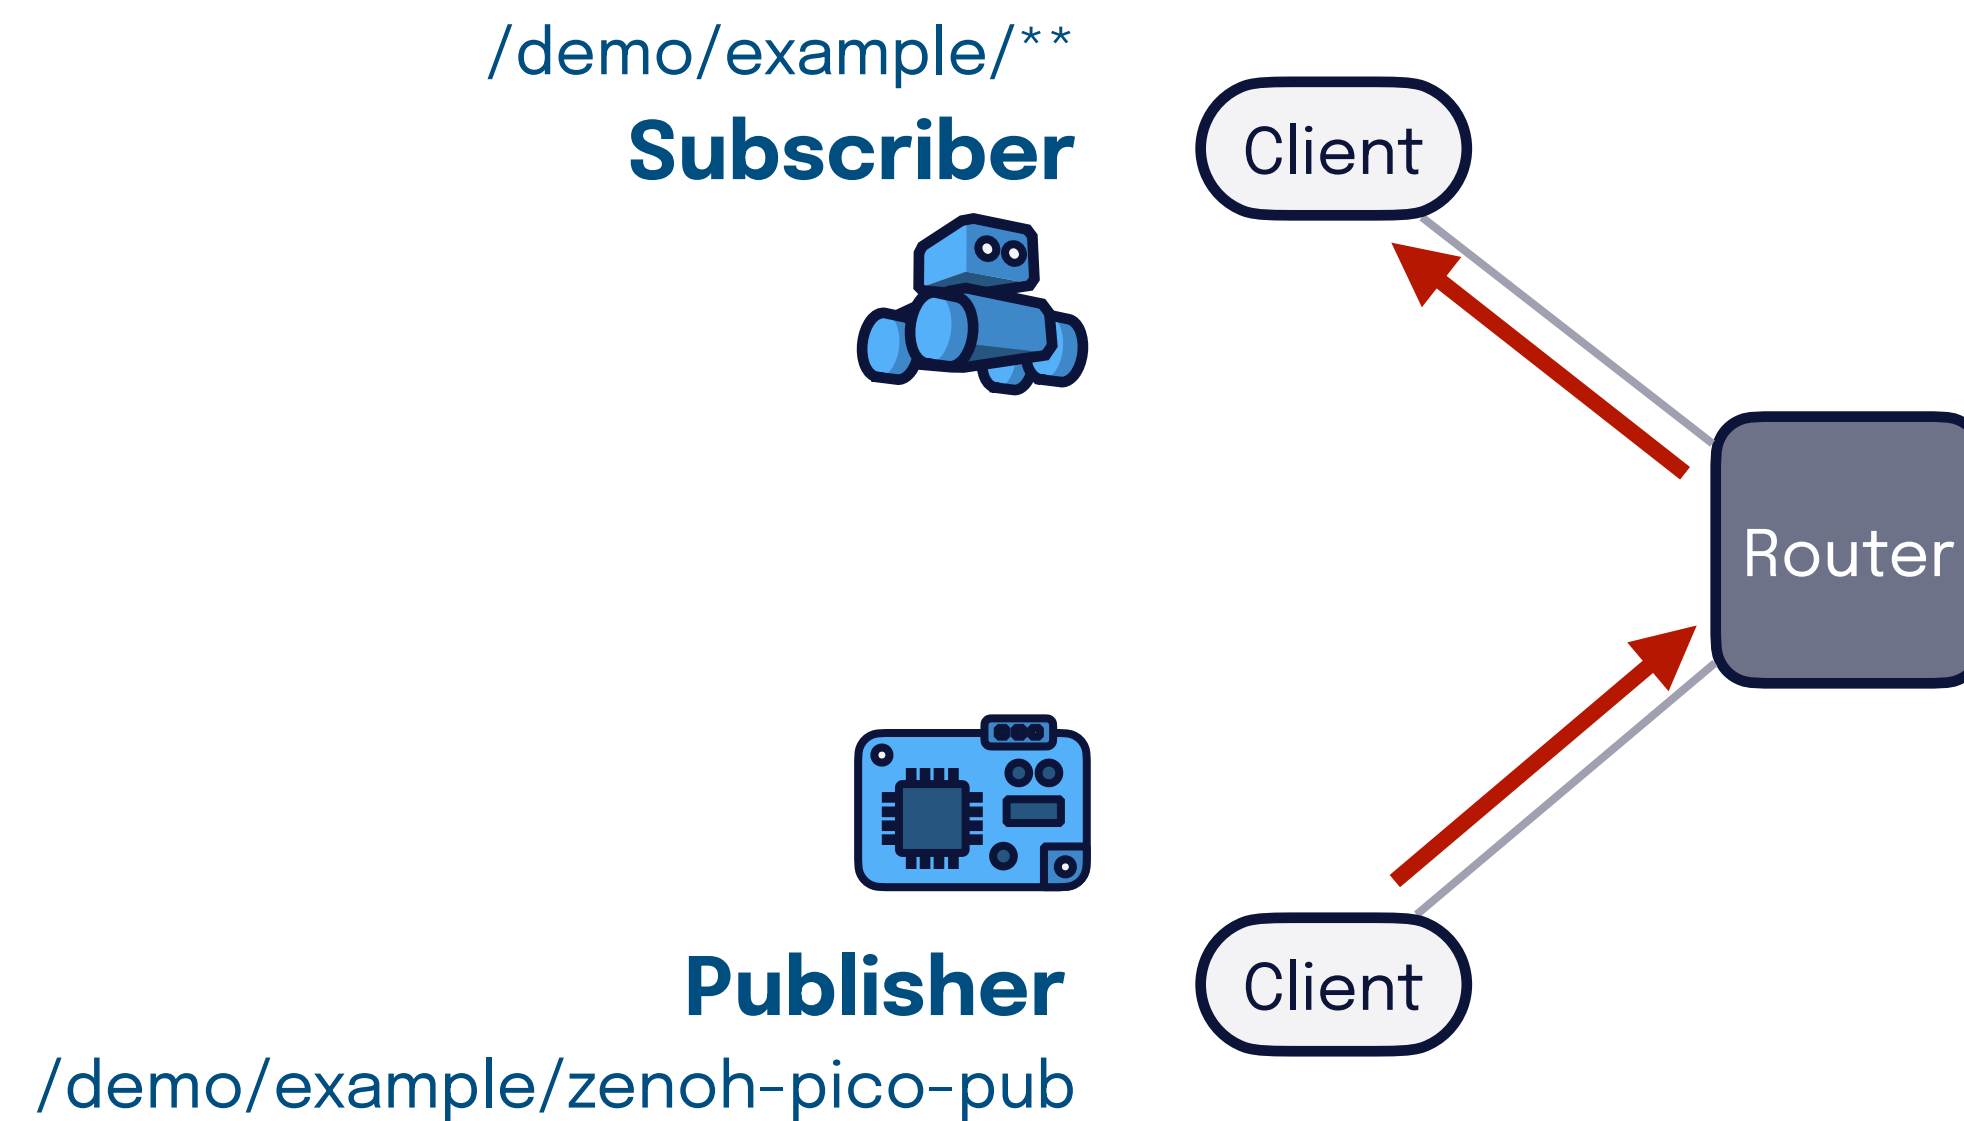 /demo/example/**
Subscriber
Client
Router
Publisher
Client
/demo/example/zenoh-pico-pub